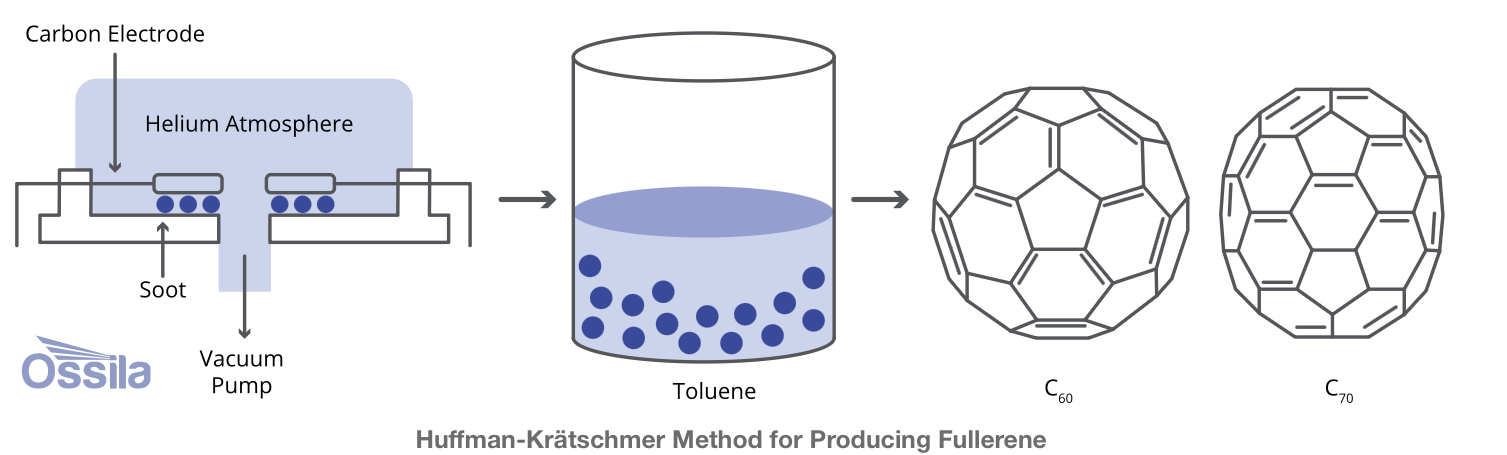 Carbon Electrode
Helium Atmosphere
Soot
Vacuum
Pump
Ossila
Toluene
C₆₀
C₇₀
Huffman-Krätschmer Method for Producing Fullerene